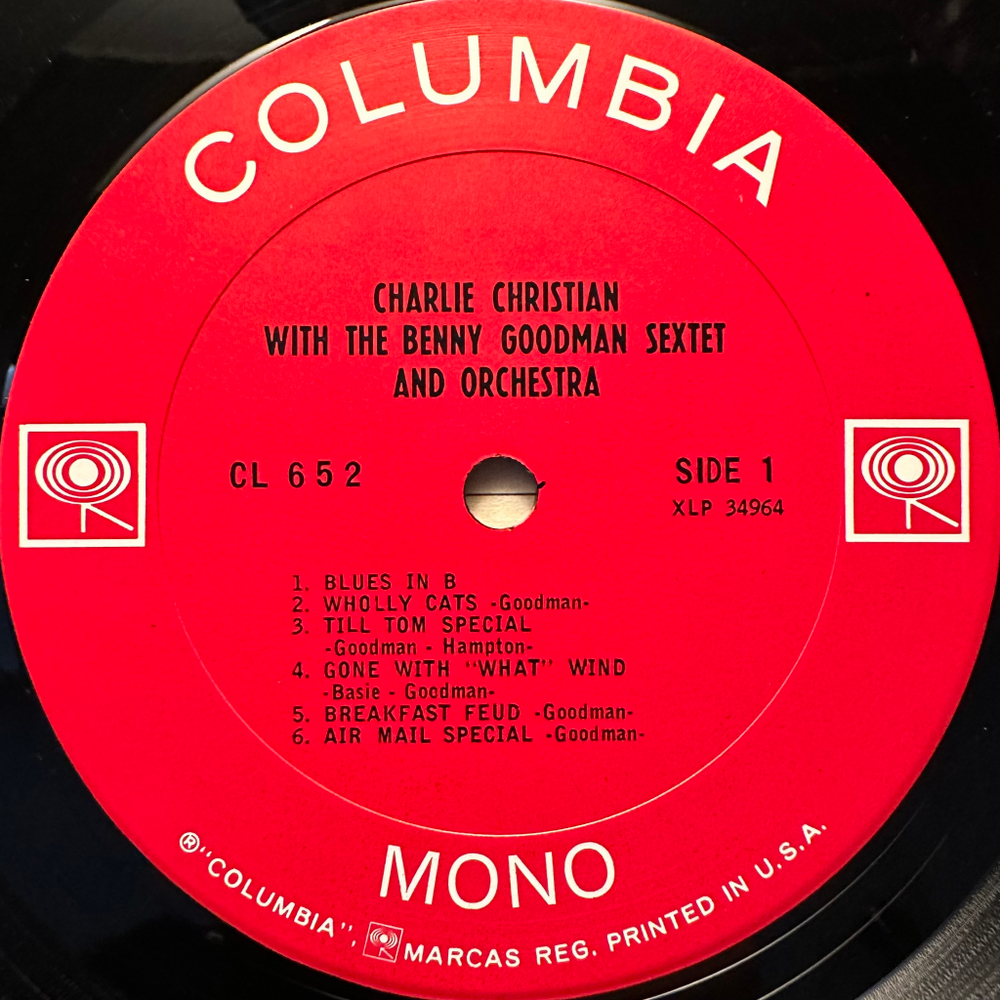 COLUMBIA
CHARLIE CHRISTIAN
WITH THE BENNY GOODMAN SEXTET
AND ORCHESTRA
CL 652
SIDE 1
XLP 34964
1. BLUES IN B
2. WHOLLY CATS -Goodman-
3. TILL TOM SPECIAL
-Goodman - Hampton-
4. GONE WITH "WHAT" WIND
-Basie - Goodman-
5. BREAKFAST FEUD -Goodman-
6. AIR MAIL SPECIAL -Goodman-
MONO
®"COLUMBIA", MARCAS REG. PRINTED IN U.S.A.